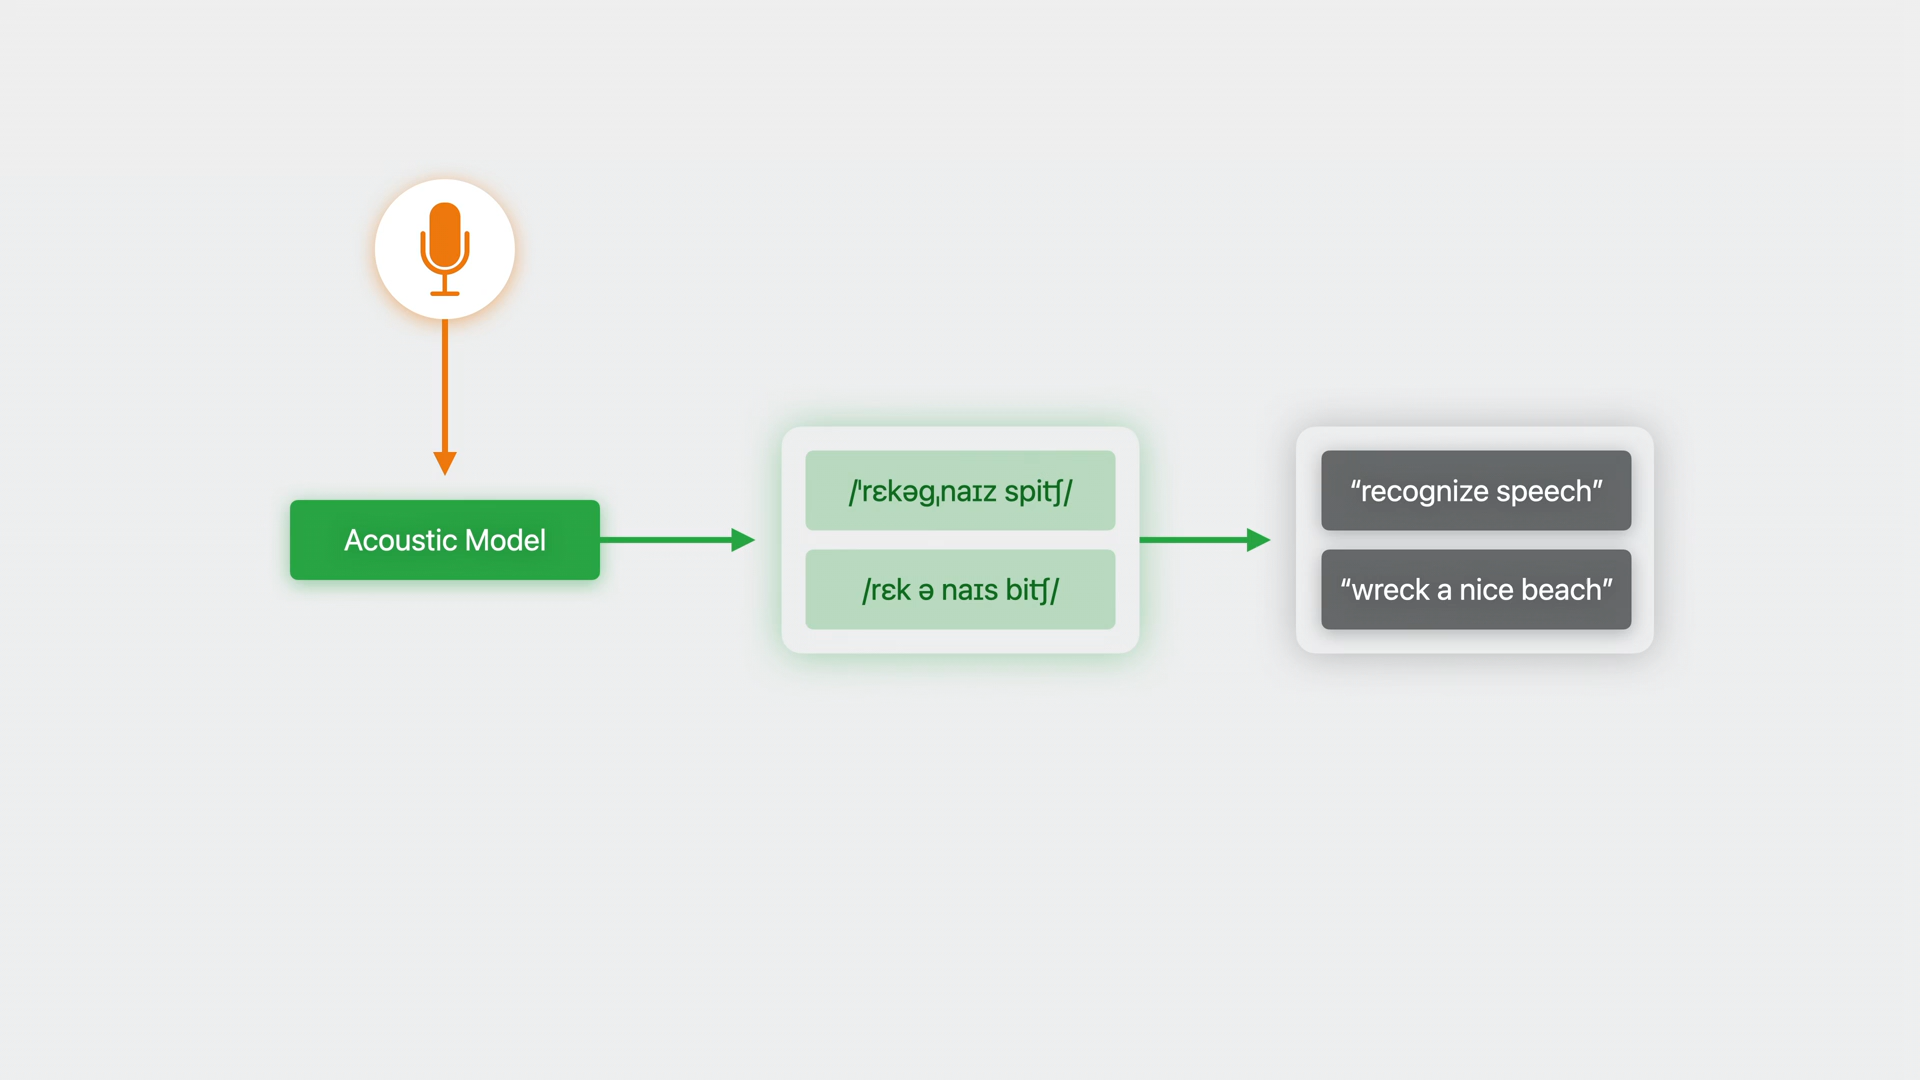 Acoustic Model
/ˈrɛkəgˌnaɪz spitʃ/
/rɛk ə naɪs bitʃ/
“recognize speech”
“wreck a nice beach”